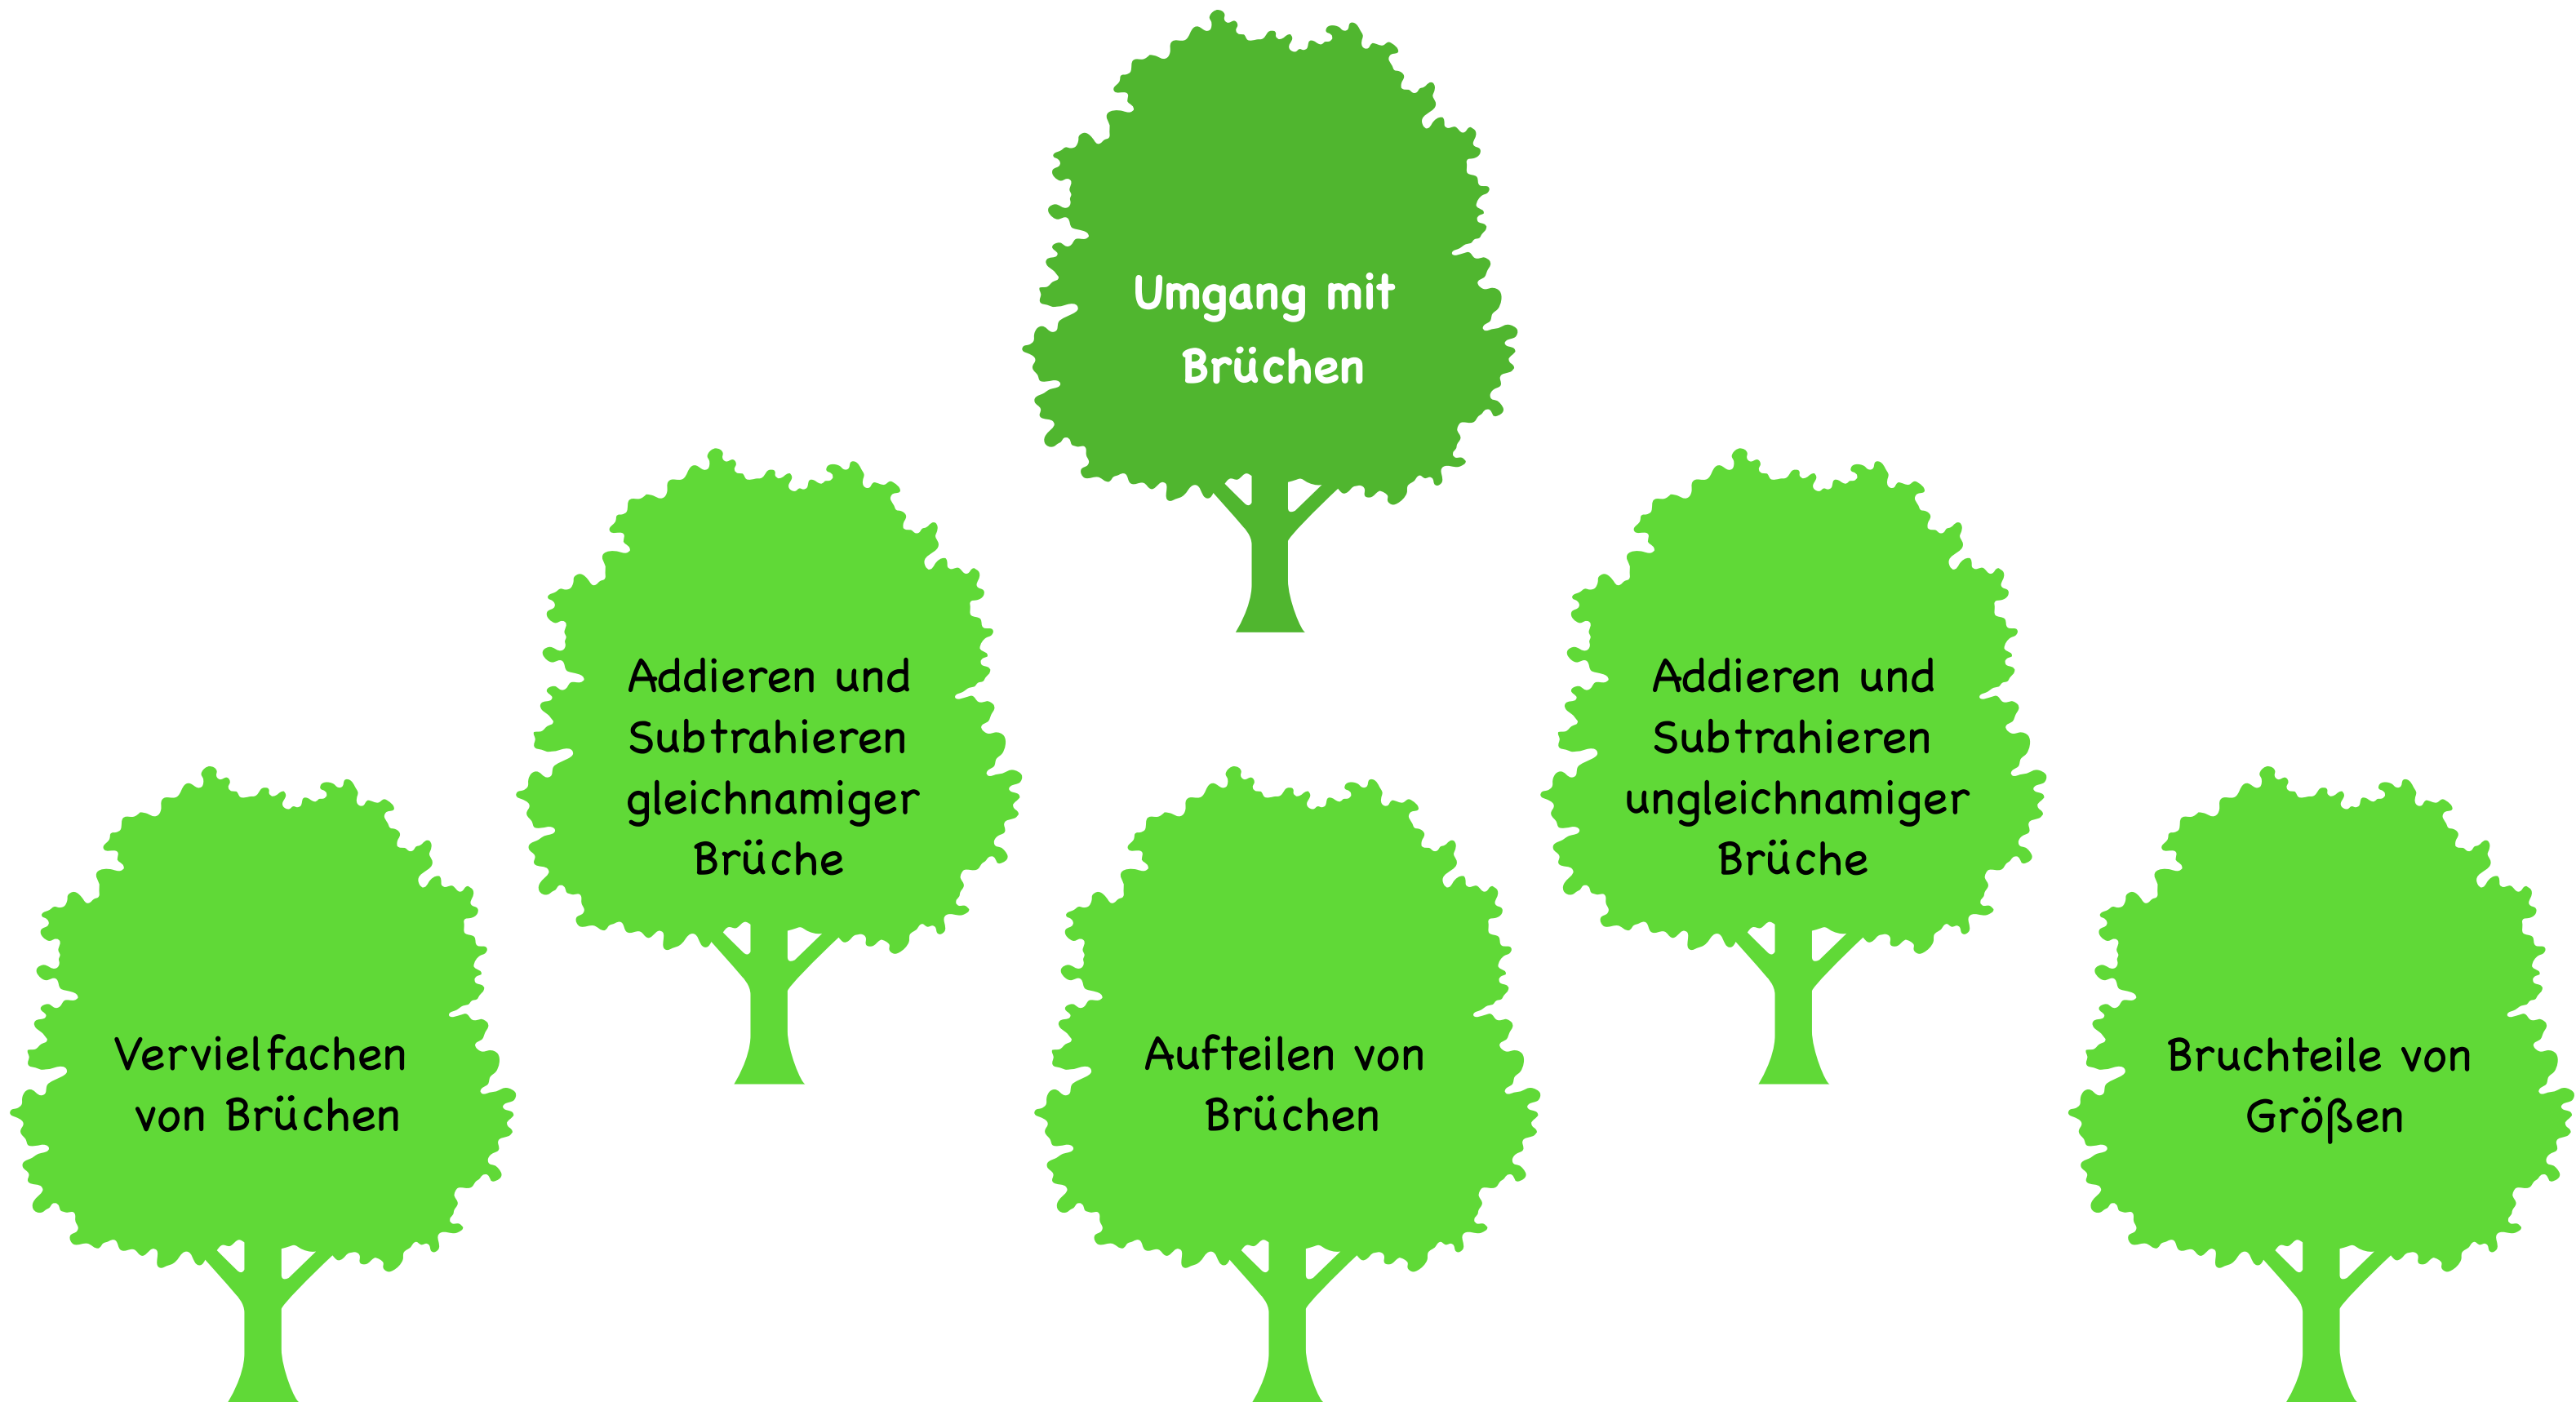 Umgang mit
Brüchen
Addieren und
Subtrahieren
gleichnamiger
Brüche
Addieren und
Subtrahieren
ungleichnamiger
Brüche
Vervielfachen
von Brüchen
Aufteilen von
Brüchen
Bruchteile von
Größen